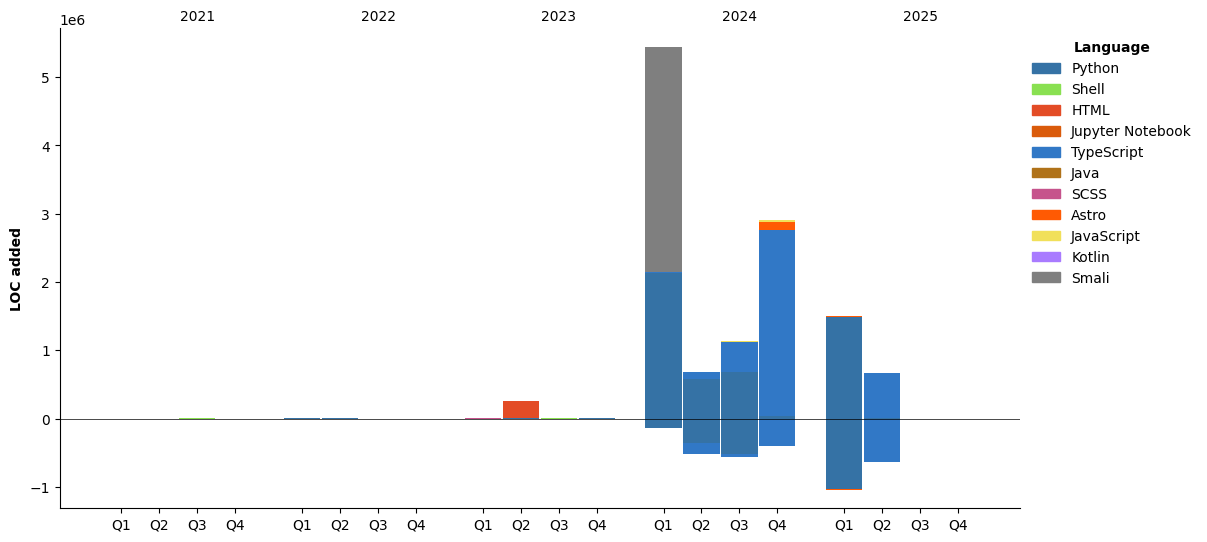 2021 2022 2023 2024 2025
1e6
Language
Python
Shell
HTML
Jupyter Notebook
TypeScript
Java
SCSS
Astro
JavaScript
Kotlin
Smali
LOC added
5
4
3
2
1
0
−1
Q1 Q2 Q3 Q4 Q1 Q2 Q3 Q4 Q1 Q2 Q3 Q4 Q1 Q2 Q3 Q4 Q1 Q2 Q3 Q4